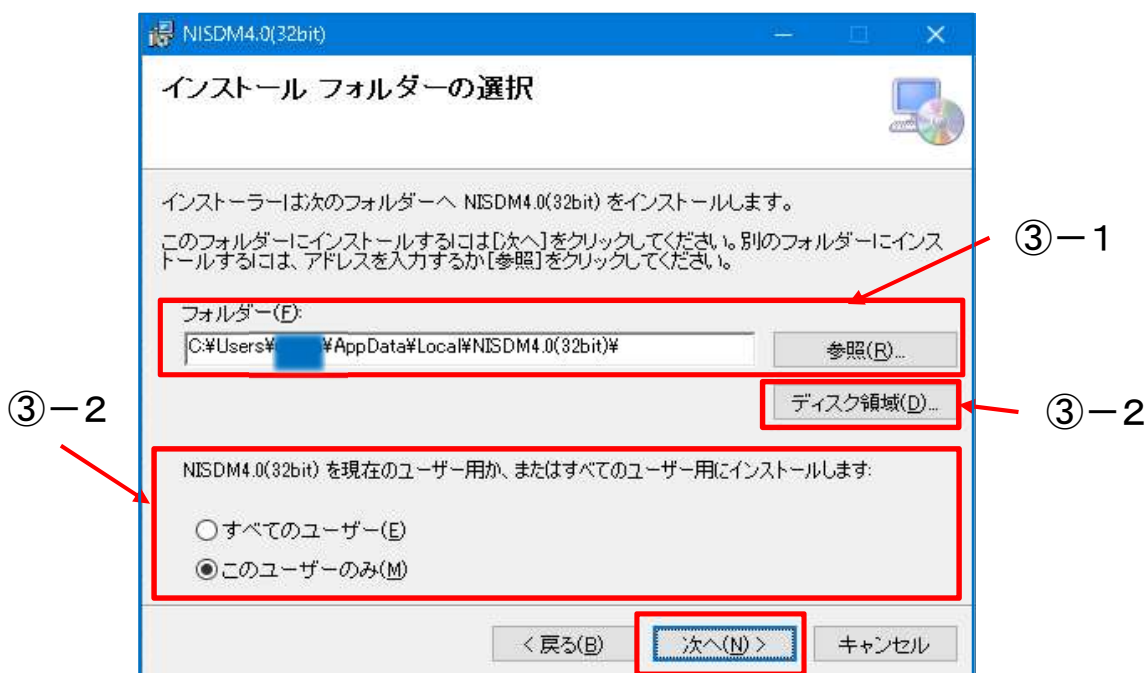 NISDM4.0(32bit)
インストール フォルダーの選択
インストーラーは次のフォルダーへ NISDM4.0(32bit) をインストールします。
このフォルダーにインストールするには[次へ]をクリックしてください。別のフォルダーにインス
トールするには、アドレスを入力するか[参照]をクリックしてください。
③－１
フォルダー(F):
C:¥Users¥ ¥AppData¥Local¥NISDM4.0(32bit)¥
参照(R)...
ディスク領域(D)...
③－２
③－２
NISDM4.0(32bit) を現在のユーザー用か、またはすべてのユーザー用にインストールします:
すべてのユーザー(E)
このユーザーのみ(M)
< 戻る(B)
次へ(N) >
キャンセル